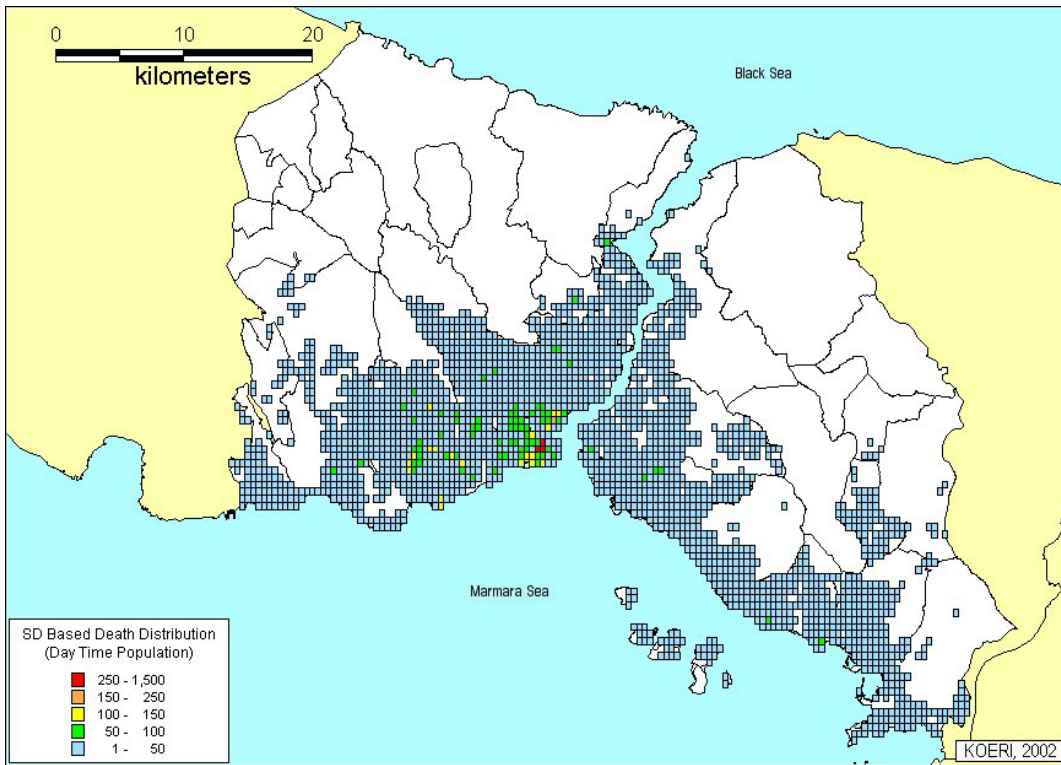 0 10 20
kilometers
Black Sea
Marmara Sea
SD Based Death Distribution
(Day Time Population)
250 - 1,500
150 - 250
100 - 150
50 - 100
1 - 50
KOERI, 2002